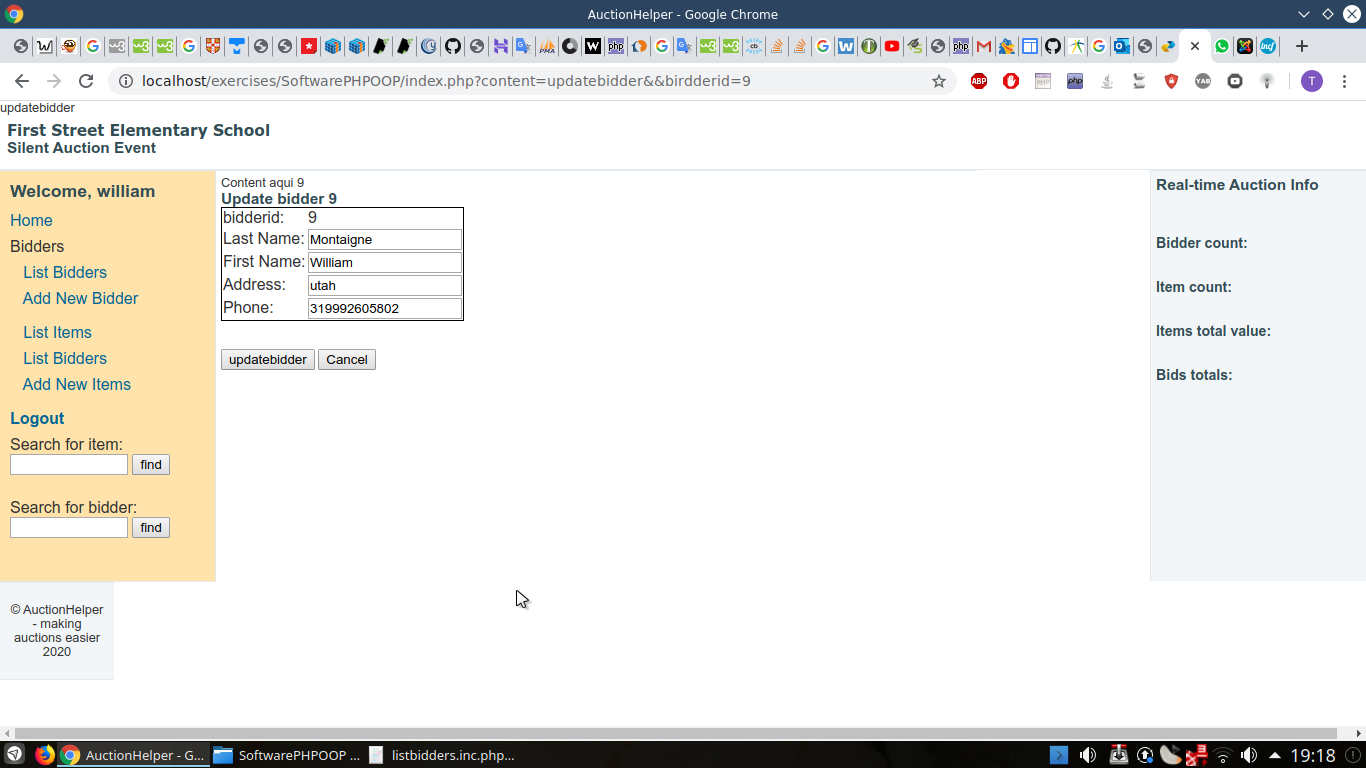 AuctionHelper - Google Chrome
localhost/exercises/SoftwarePHPOOP/index.php?content=updatebidder&&birdderid=9
updatebidder
First Street Elementary School
Silent Auction Event
Welcome, william
Home
Bidders
List Bidders
Add New Bidder
List Items
List Bidders
Add New Items
Logout
Search for item:
find
Search for bidder:
find
Content aqui 9
Update bidder 9
bidderid: 9
Last Name: Montaigne
First Name: William
Address: utah
Phone: 319992605802
updatebidder Cancel
Real-time Auction Info
Bidder count:
Item count:
Items total value:
Bids totals:
© AuctionHelper
- making
auctions easier
2020
AuctionHelper - G... SoftwarePHPOOP ... listbidders.inc.php... 19:18